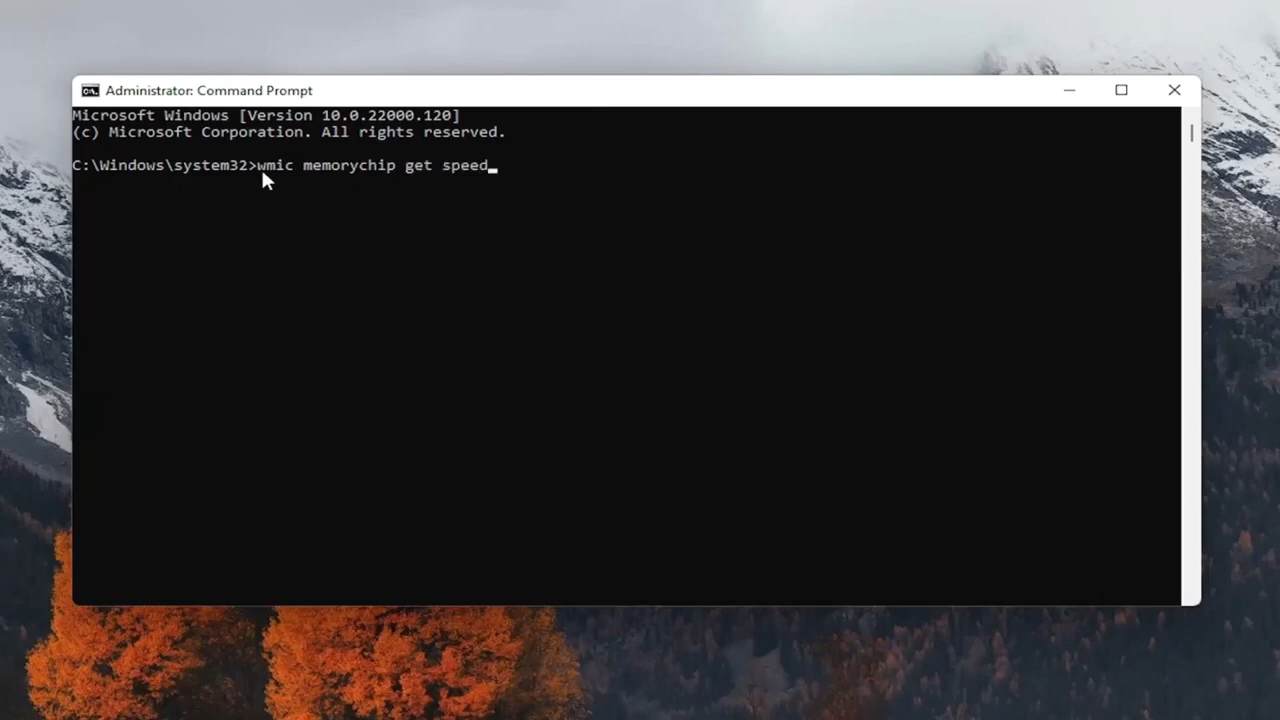 Administrator: Command Prompt
Microsoft Windows [Version 10.0.22000.120]
(c) Microsoft Corporation. All rights reserved.
C:\Windows\system32>wmic memorychip get speed